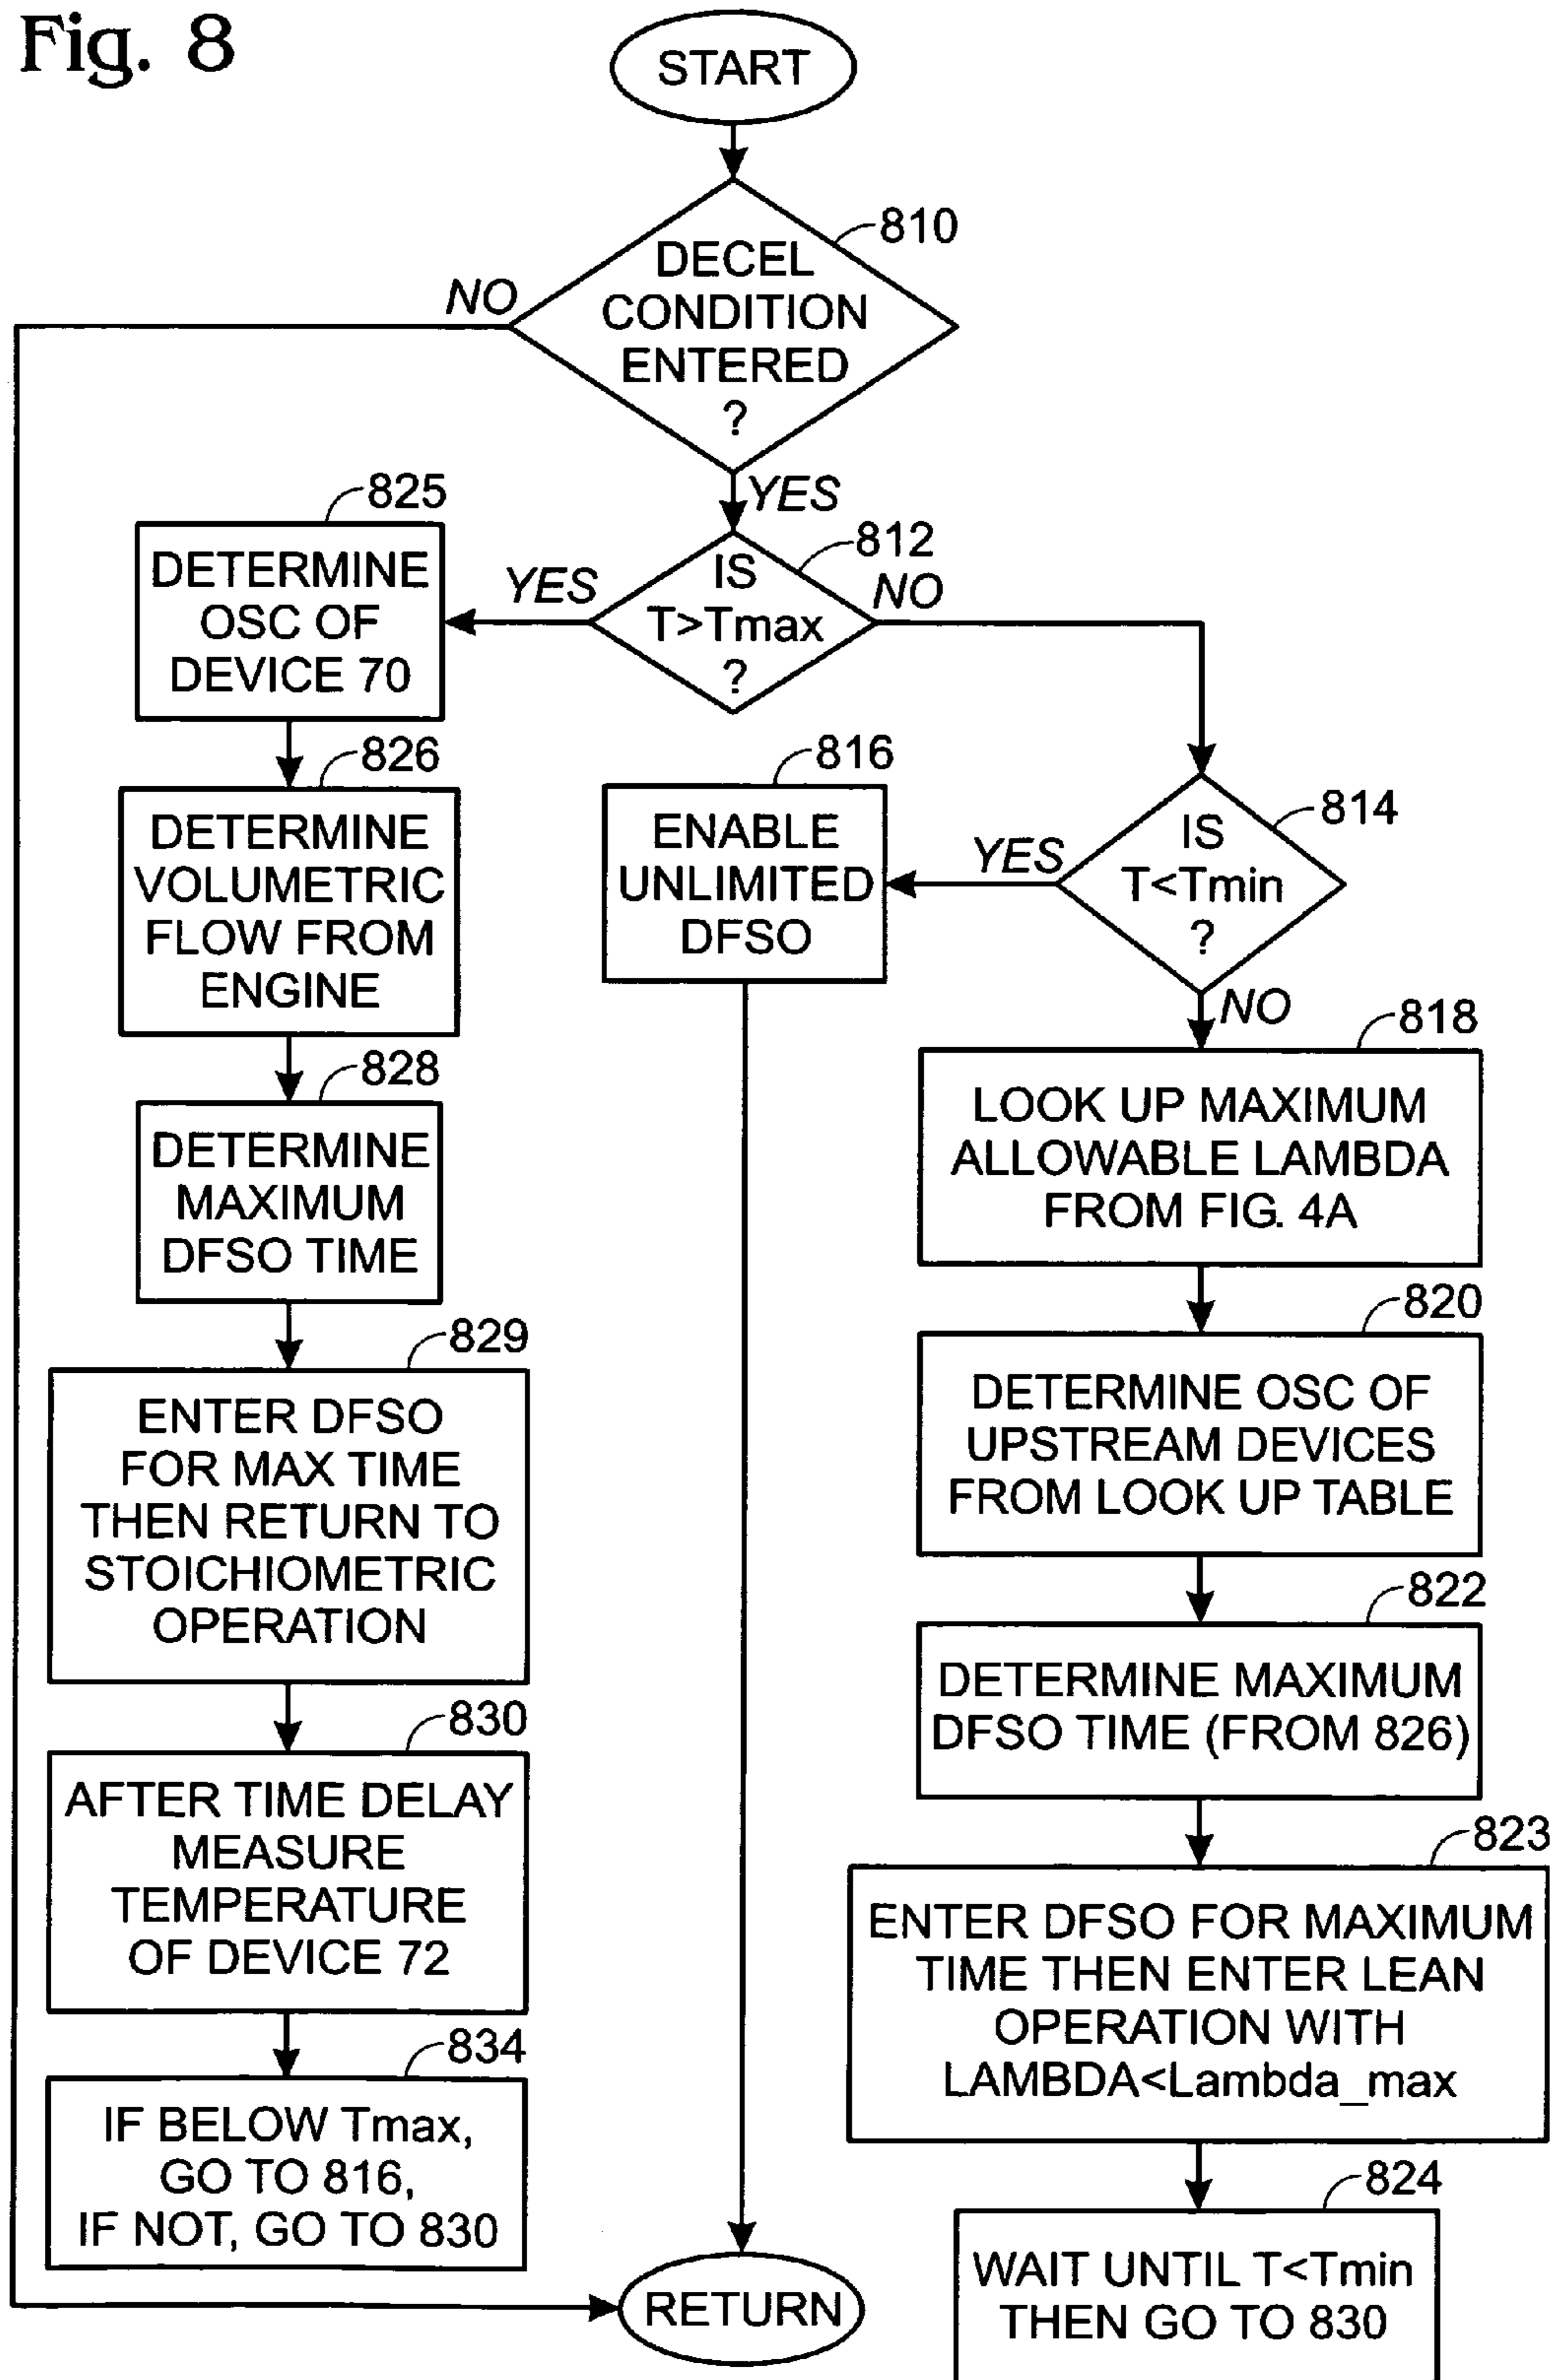 Fig. 8
START
810
DECEL
CONDITION
ENTERED
?
NO
YES
812
IS
T>Tmax
?
YES
NO
825
DETERMINE
OSC OF
DEVICE 70
826
DETERMINE
VOLUMETRIC
FLOW FROM
ENGINE
828
DETERMINE
MAXIMUM
DFSO TIME
829
ENTER DFSO
FOR MAX TIME
THEN RETURN TO
STOICHIOMETRIC
OPERATION
830
AFTER TIME DELAY
MEASURE
TEMPERATURE
OF DEVICE 72
834
IF BELOW Tmax,
GO TO 816,
IF NOT, GO TO 830
816
ENABLE
UNLIMITED
DFSO
814
IS
T<Tmin
?
YES
NO
818
LOOK UP MAXIMUM
ALLOWABLE LAMBDA
FROM FIG. 4A
820
DETERMINE OSC OF
UPSTREAM DEVICES
FROM LOOK UP TABLE
822
DETERMINE MAXIMUM
DFSO TIME (FROM 826)
823
ENTER DFSO FOR MAXIMUM
TIME THEN ENTER LEAN
OPERATION WITH
LAMBDA<Lambda_max
824
WAIT UNTIL T<Tmin
THEN GO TO 830
RETURN